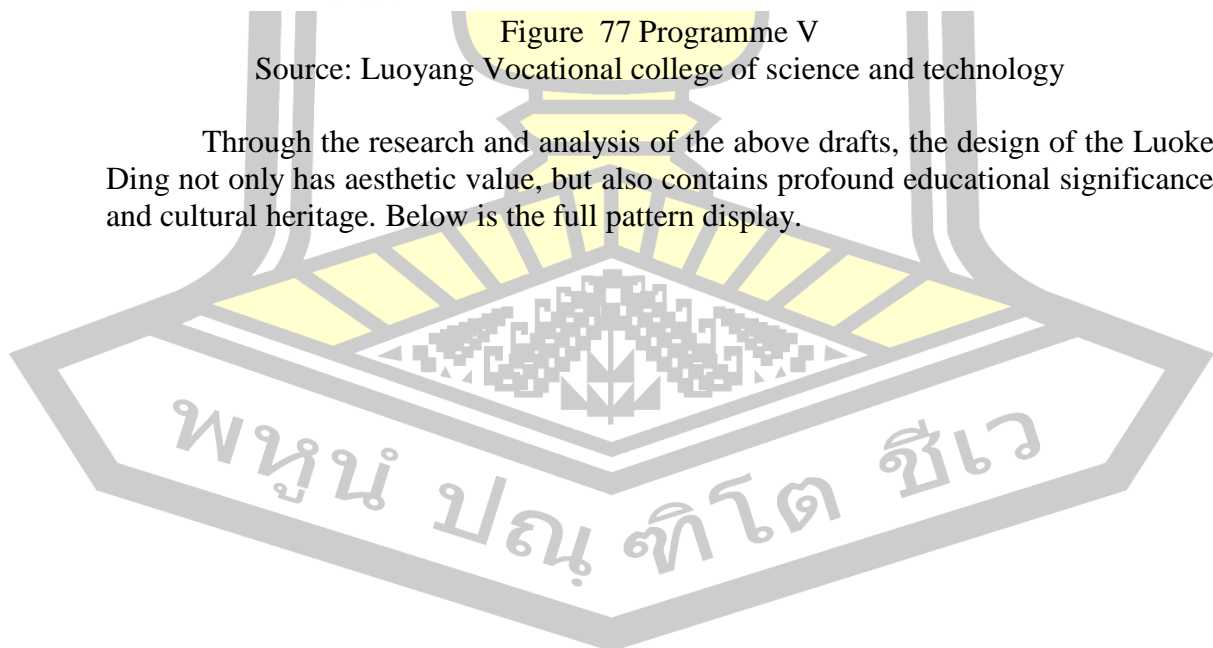 Figure 77 Programme V
Source: Luoyang Vocational college of science and technology
Through the research and analysis of the above drafts, the design of the Luoke
Ding not only has aesthetic value, but also contains profound educational significance
and cultural heritage. Below is the full pattern display.
พหูนํ ปณฺฑิโต ชีเว